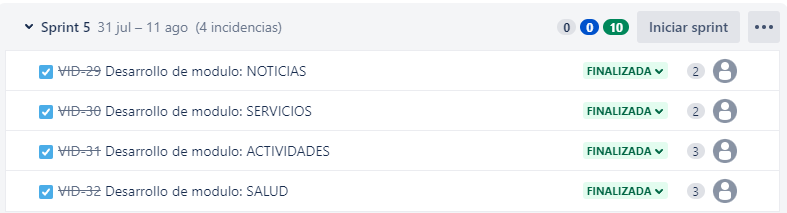 Sprint 5 31 jul – 11 ago (4 incidencias) 0 0 10 Iniciar sprint
VID-29 Desarrollo de modulo: NOTICIAS FINALIZADA 2
VID-30 Desarrollo de modulo: SERVICIOS FINALIZADA 2
VID-31 Desarrollo de modulo: ACTIVIDADES FINALIZADA 3
VID-32 Desarrollo de modulo: SALUD FINALIZADA 3